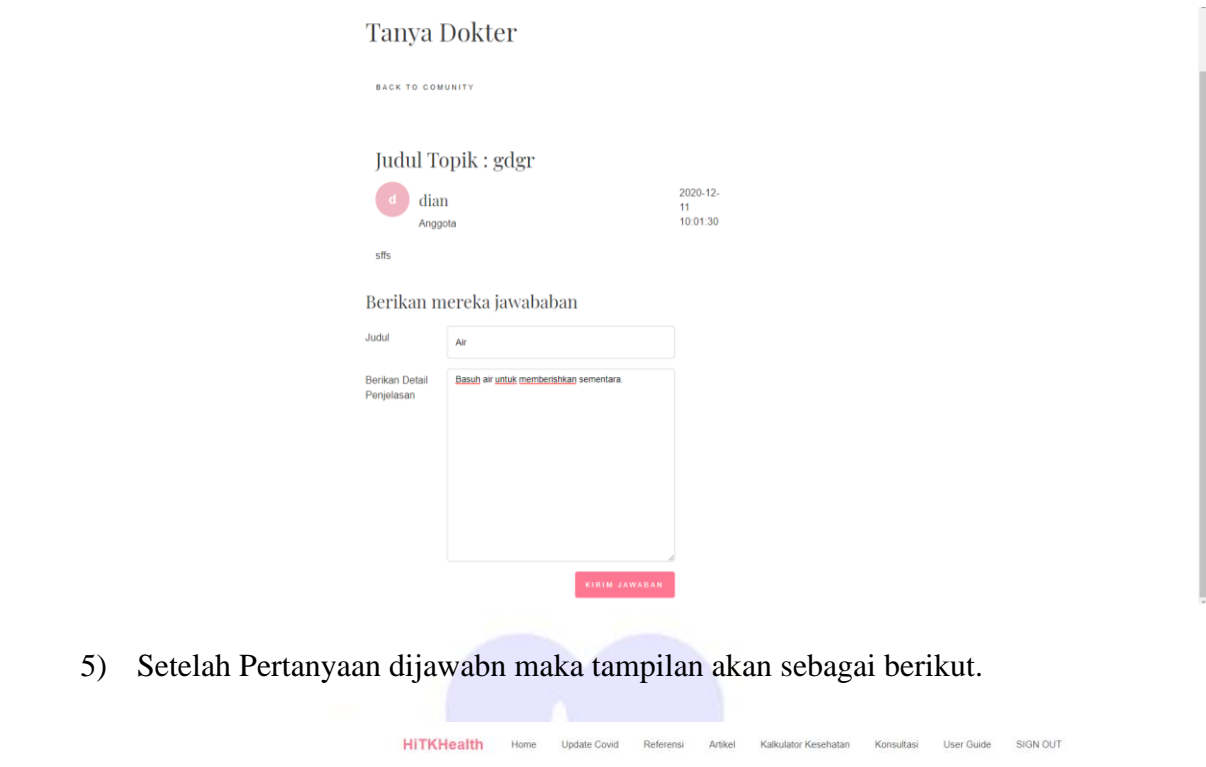 Tanya Dokter
BACK TO COMUNITY
Judul Topik : gdgr
d
dian
Anggota
2020-12-
11
10:01:30
sffs
Berikan mereka jawababan
Judul
Air
Berikan Detail
Penjelasan
Basuh air untuk memberishkan sementara.
KIRIM JAWABAN
5) Setelah Pertanyaan dijawabn maka tampilan akan sebagai berikut.
HiTKHealth Home Update Covid Referensi Artikel Kalkulator Kesehatan Konsultasi User Guide SIGN OUT